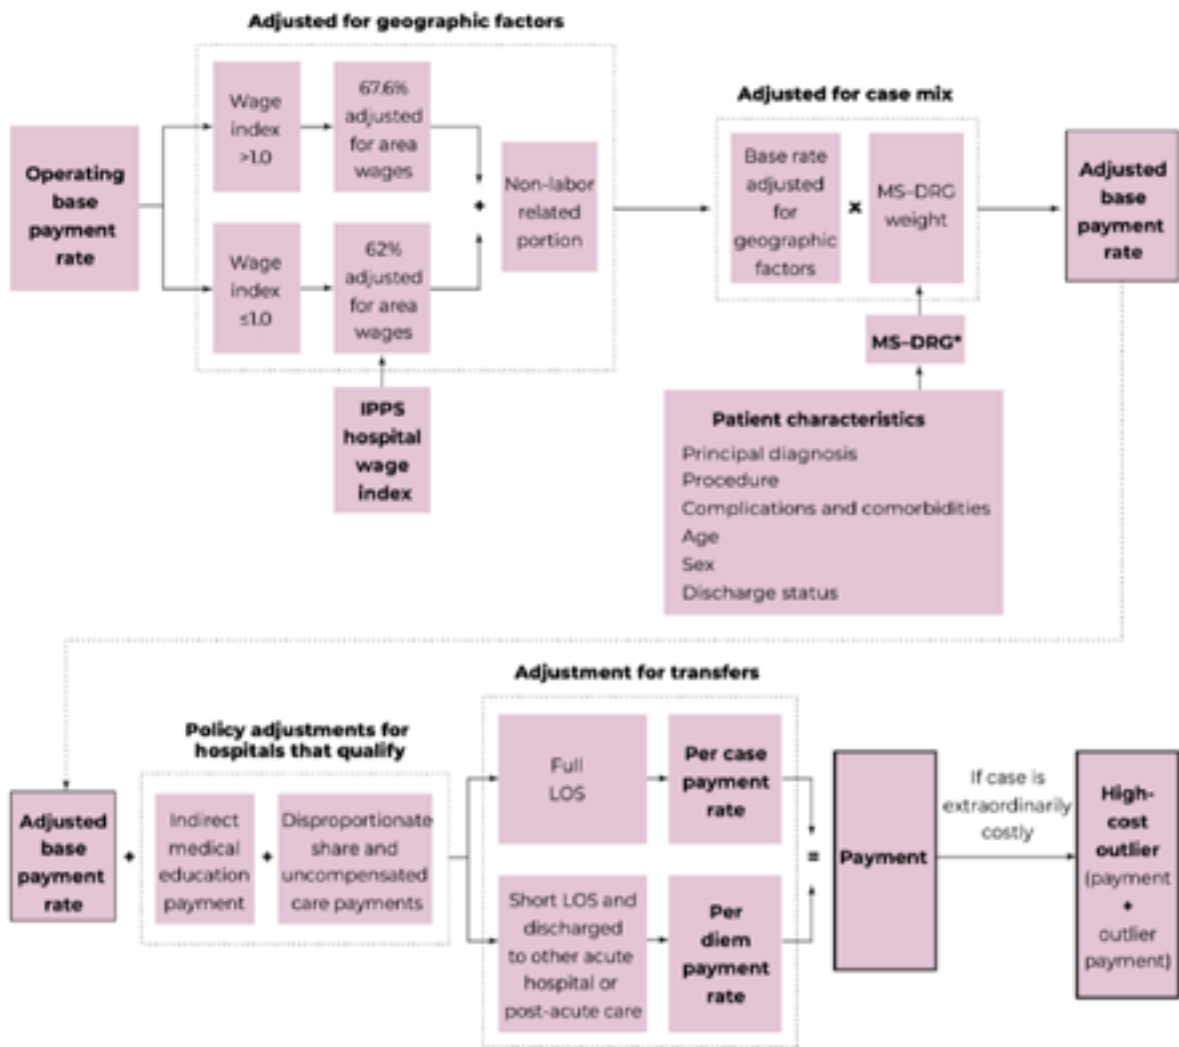 Adjusted for geographic factors
Operating
base
payment
rate
Wage
index
>1.0
67.6%
adjusted
for area
wages
Wage
index
≤1.0
62%
adjusted
for area
wages
+
Non-labor
related
portion
IPPS
hospital
wage
index
Adjusted for case mix
Base rate
adjusted
for
geographic
factors
×
MS–DRG
weight
MS–DRG*
Patient characteristics
Principal diagnosis
Procedure
Complications and comorbidities
Age
Sex
Discharge status
Adjusted
base
payment
rate
Adjusted
base
payment
rate
+
Policy adjustments for
hospitals that qualify
Indirect
medical
education
payment
+
Disproportionate
share and
uncompensated
care payments
Adjustment for transfers
Full
LOS
Per case
payment
rate
Short LOS and
discharged
to other acute
hospital or
post-acute care
Per
diem
payment
rate
=
Payment
If case is
extraordinarily
costly
High-
cost
outlier
(payment
+
outlier
payment)